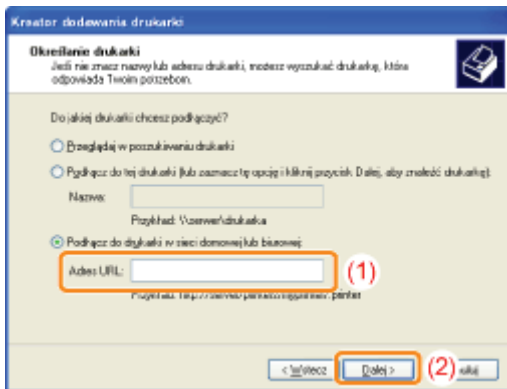 Kreator dodawania drukarki
Określanie drukarki
Jeśli nie znasz nazwy lub adresu drukarki, możesz wyszukać drukarkę, która
odpowiada Twoim potrzebom.
Do jakiej drukarki chcesz podłączyć?
Przeglądaj w poszukiwaniu drukarki
Podłącz do tej drukarki (lub zaznacz tę opcję i kliknij przycisk Dalej, aby znaleźć drukarkę):
Nazwa:
Przykład: \\serwer\drukarka
Podłącz do drukarki w sieci domowej lub biurowej:
Adres URL:
(1)
< Wstecz
Dalej >
(2)